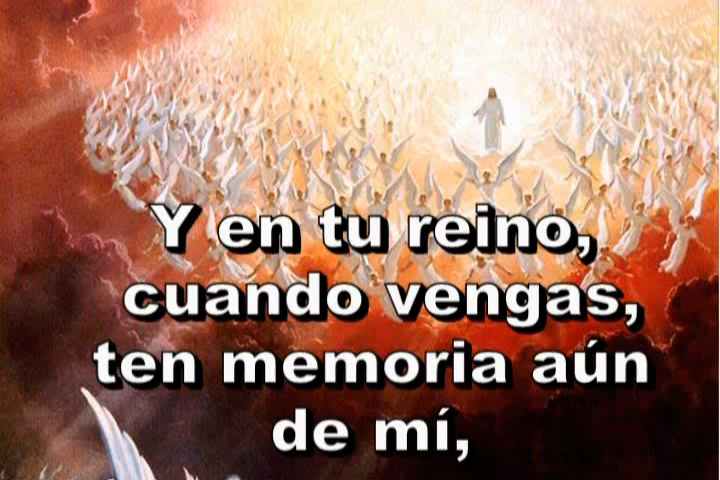 Y en tu reino,
cuando vengas,
ten memoria aún
de mí,